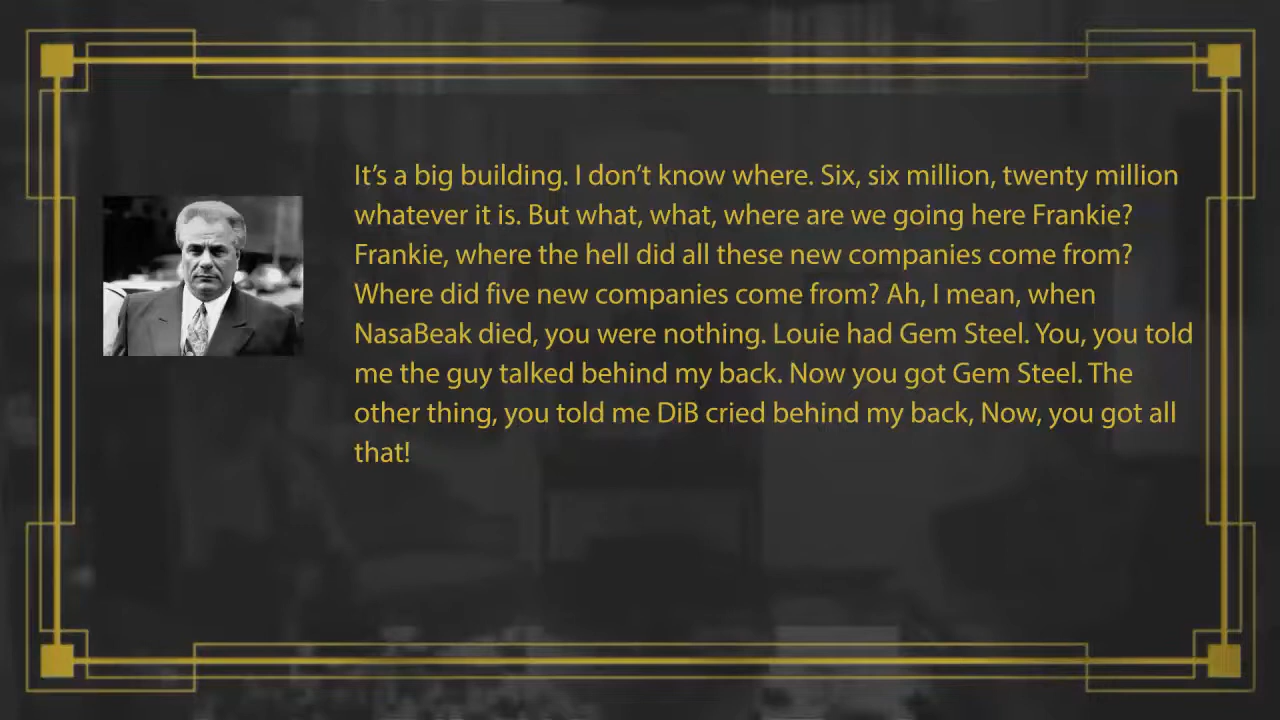 It’s a big building. I don’t know where. Six, six million, twenty million
whatever it is. But what, what, where are we going here Frankie?
Frankie, where the hell did all these new companies come from?
Where did five new companies come from? Ah, I mean, when
NasaBeak died, you were nothing. Louie had Gem Steel. You, you told
me the guy talked behind my back. Now you got Gem Steel. The
other thing, you told me DiB cried behind my back, Now, you got all
that!